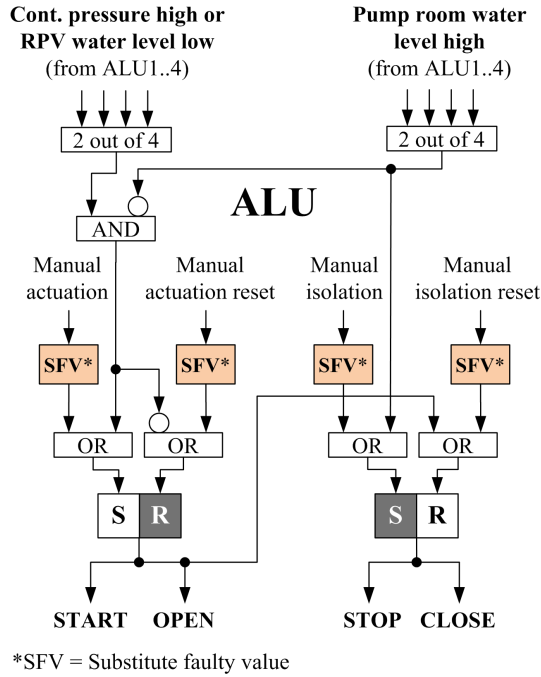 Cont. pressure high or
RPV water level low
(from ALU1..4)
Pump room water
level high
(from ALU1..4)
2 out of 4
2 out of 4
ALU
AND
Manual
actuation
Manual
actuation reset
Manual
isolation
Manual
isolation reset
SFV*
SFV*
SFV*
SFV*
OR
OR
OR
OR
S
R
S
R
START
OPEN
STOP
CLOSE
*SFV = Substitute faulty value